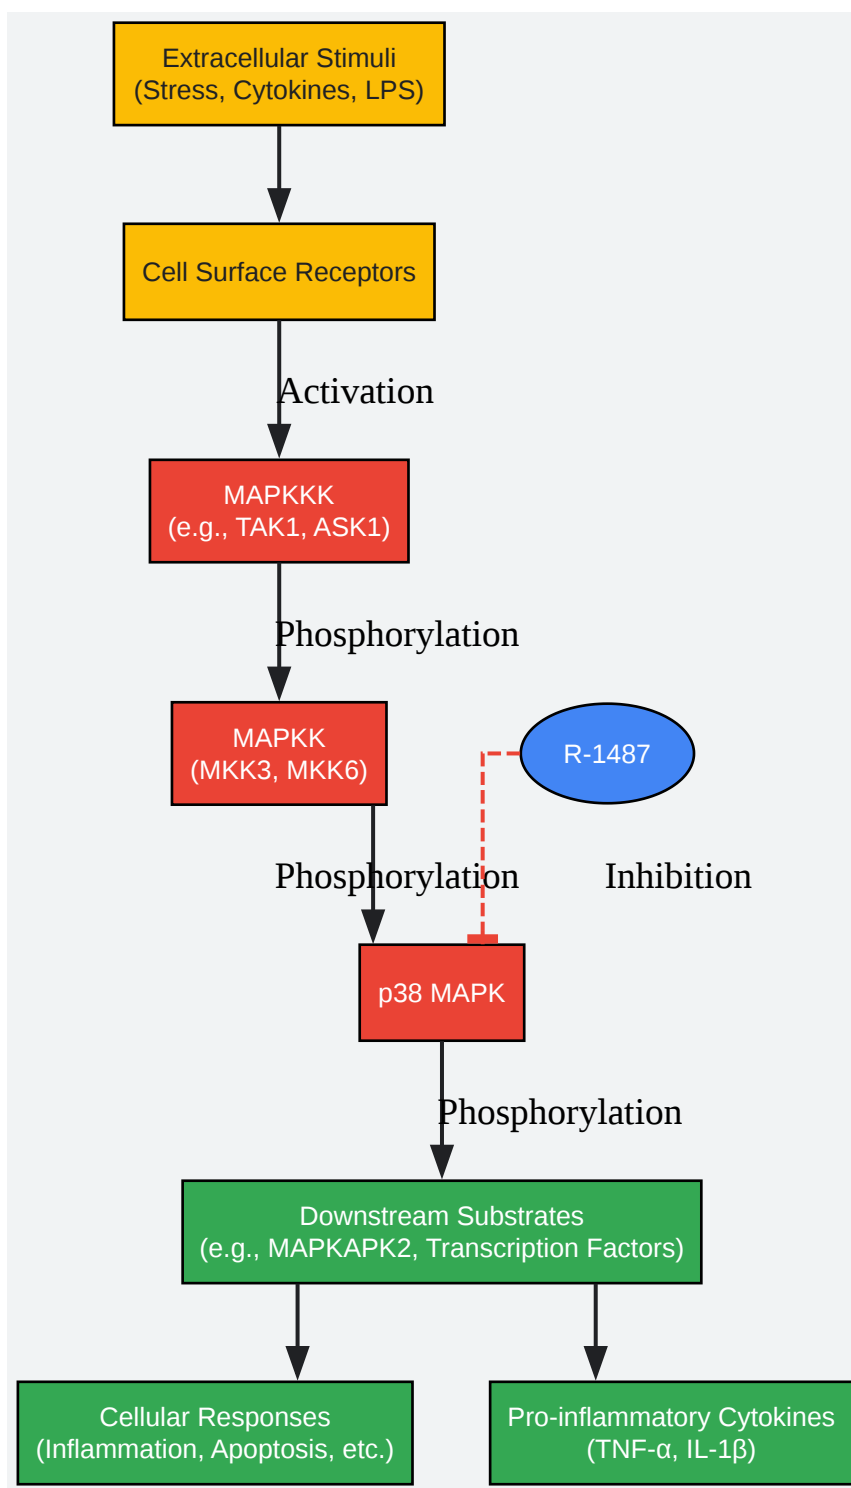 Extracellular Stimuli
(Stress, Cytokines, LPS)
Cell Surface Receptors
Activation
MAPKKK
(e.g., TAK1, ASK1)
Phosphorylation
MAPKK
(MKK3, MKK6)
R-1487
Phosphorylation
Inhibition
p38 MAPK
Phosphorylation
Downstream Substrates
(e.g., MAPKAPK2, Transcription Factors)
Cellular Responses
(Inflammation, Apoptosis, etc.)
Pro-inflammatory Cytokines
(TNF-α, IL-1β)